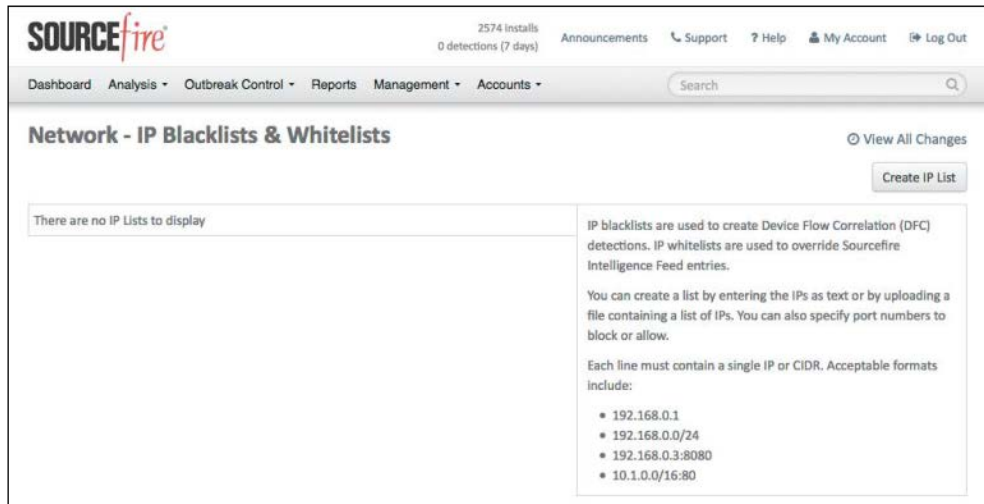 SOURCEfire
2574 installs
0 detections (7 days)
Announcements
Support
? Help
My Account
Log Out
Dashboard
Analysis
Outbreak Control
Reports
Management
Accounts
Search
Network - IP Blacklists & Whitelists
View All Changes
Create IP List
There are no IP Lists to display
IP blacklists are used to create Device Flow Correlation (DFC)
detections. IP whitelists are used to override Sourcefire
Intelligence Feed entries.
You can create a list by entering the IPs as text or by uploading a
file containing a list of IPs. You can also specify port numbers to
block or allow.
Each line must contain a single IP or CIDR. Acceptable formats
include:
• 192.168.0.1
• 192.168.0.0/24
• 192.168.0.3:8080
• 10.1.0.0/16:80